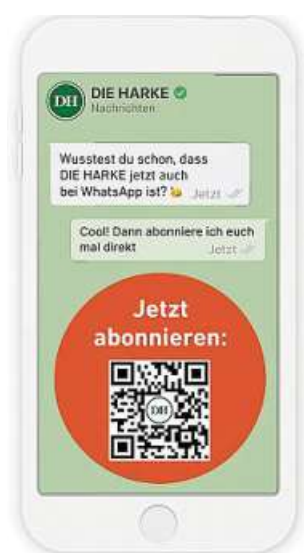 DH
DIE HARKE
Nachrichten
Wusstest du schon, dass
DIE HARKE jetzt auch
bei WhatsApp ist? Jetzt
Cool! Dann abonniere ich euch
mal direkt Jetzt
Jetzt
abonnieren:
DH